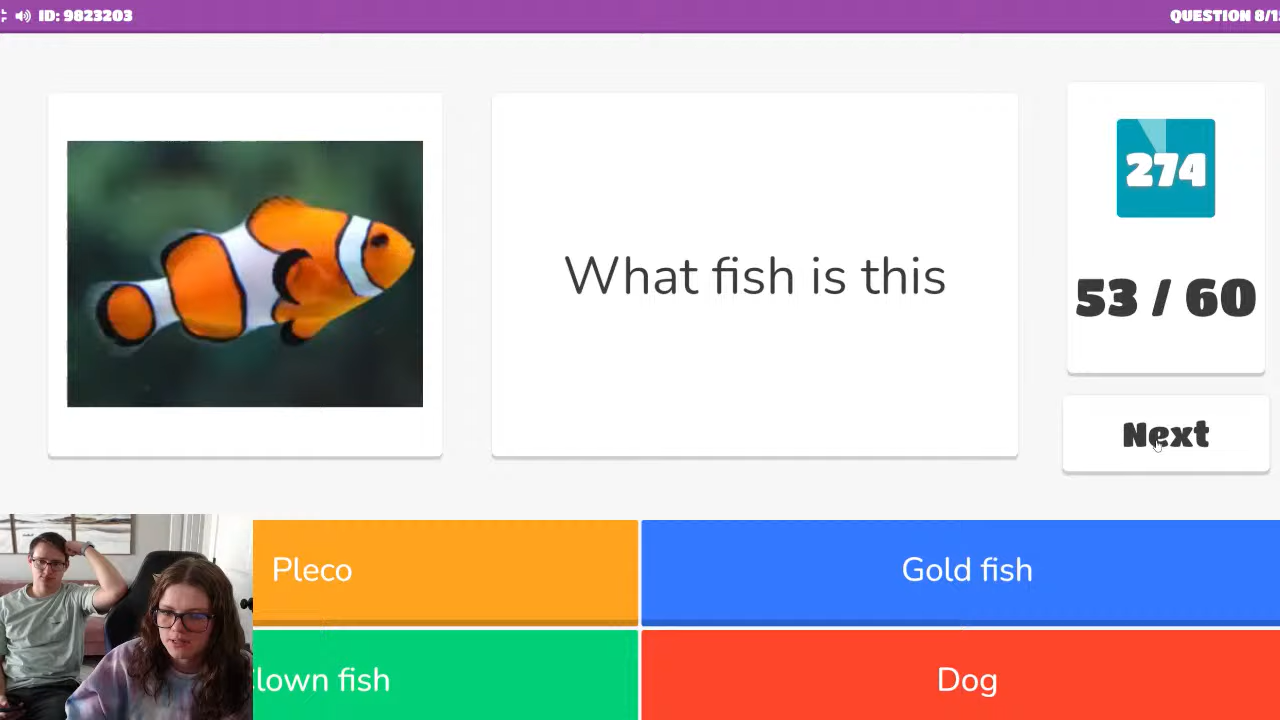 ID: 9823203
QUESTION 8/1
274
What fish is this
53 / 60
Next
Pleco
Gold fish
lown fish
Dog